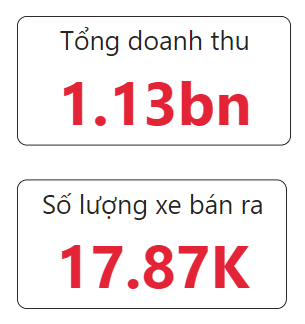 Tổng doanh thu
1.13bn
Số lượng xe bán ra
17.87K